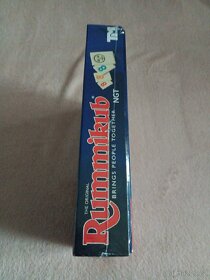 THE ORIGINAL
Rummikub®
BRINGS PEOPLE TOGETHER
NGT